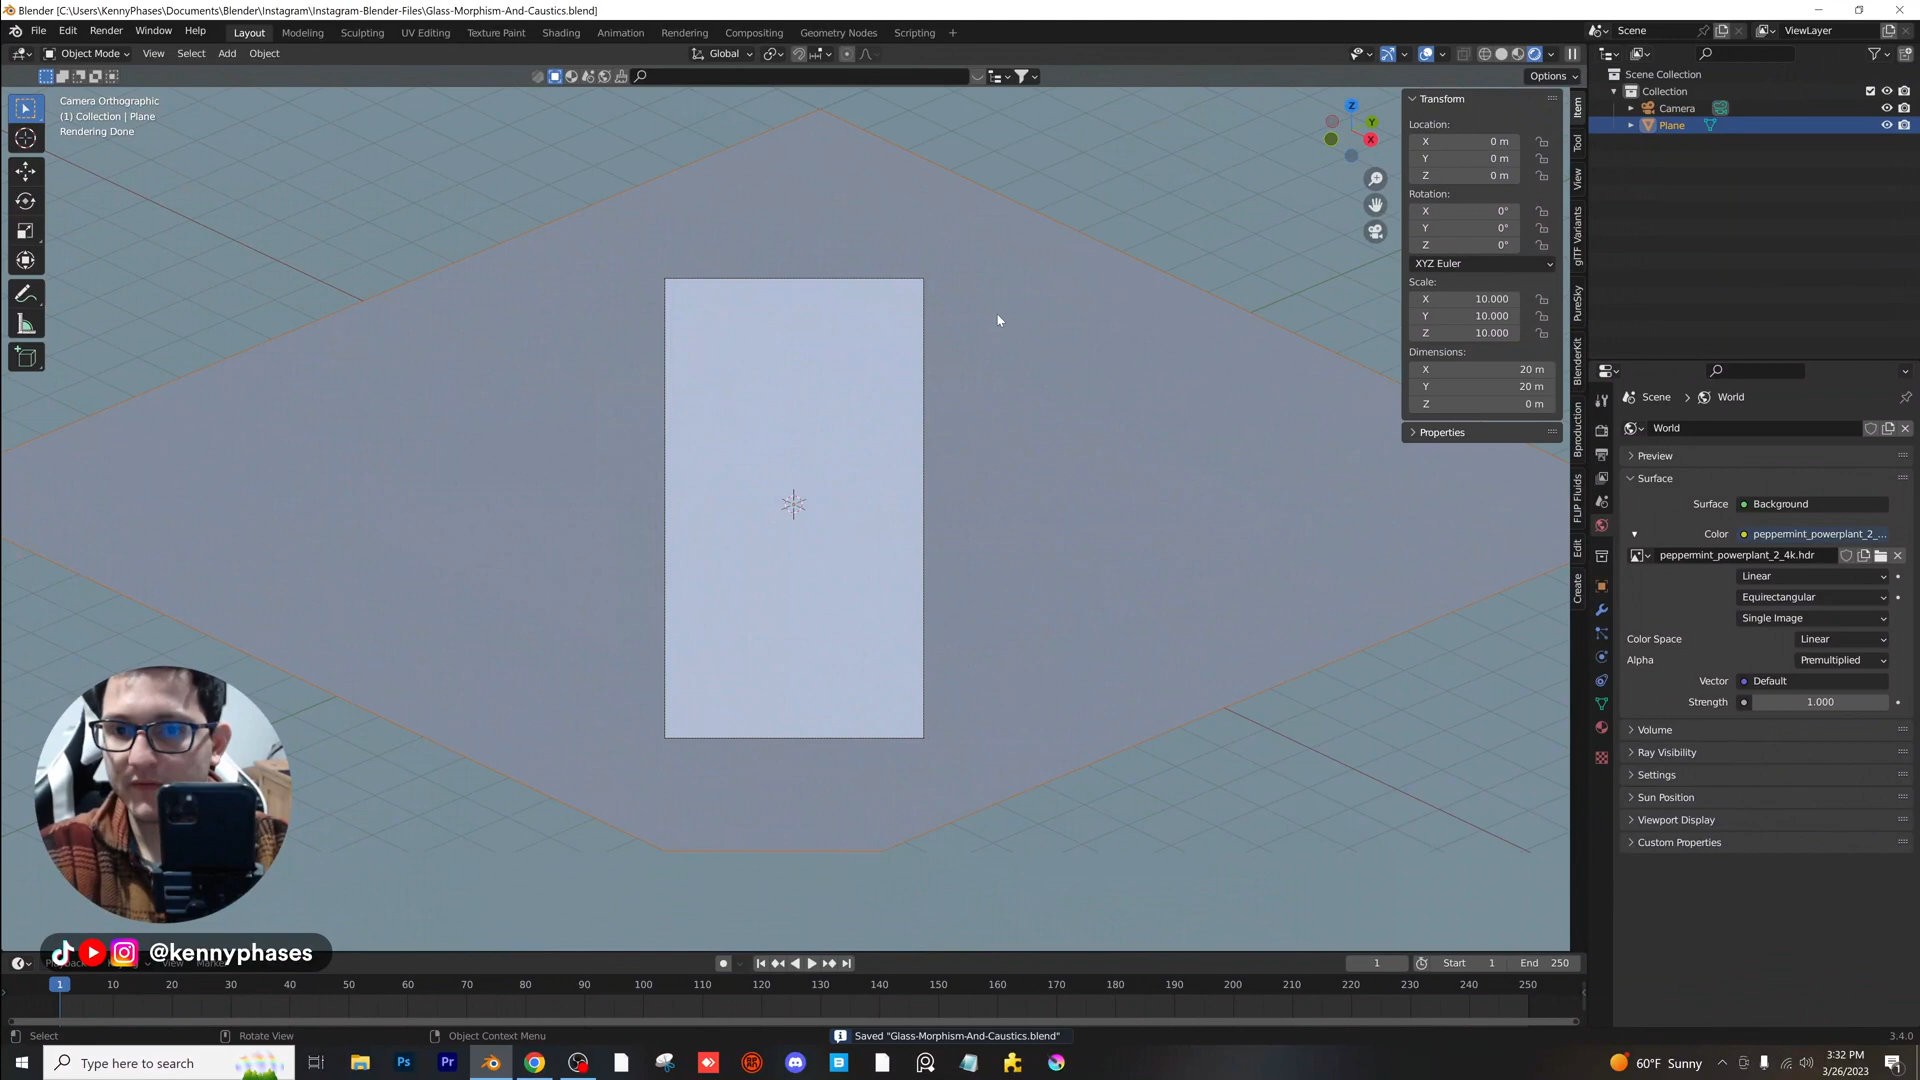 Blender [C:\Users\KennyPhases\Documents\Blender\Instagram\Instagram-Blender-Files\Glass-Morphism-And-Caustics.blend]
File Edit Render Window Help Layout Modeling Sculpting UV Editing Texture Paint Shading Animation Rendering Compositing Geometry Nodes Scripting + Scene ViewLayer
Object Mode View Select Add Object Global
Options
Camera Orthographic
(1) Collection | Plane
Rendering Done
Z
Y
X
Transform
Location:
X 0 m
Y 0 m
Z 0 m
Rotation:
X 0°
Y 0°
Z 0°
XYZ Euler
Scale:
X 10.000
Y 10.000
Z 10.000
Dimensions:
X 20 m
Y 20 m
Z 0 m
Properties
Item
Tool
View
glTF Variants
PureSky
BlenderKit
Bproduction
FLIP Fluids
Edit
Create
Scene Collection
Collection
Camera
Plane
Scene > World
World
Preview
Surface
Surface Background
Color peppermint_powerplant_2_...
peppermint_powerplant_2_4k.hdr
Linear
Equirectangular
Single Image
Color Space Linear
Alpha Premultiplied
Vector Default
Strength 1.000
Volume
Ray Visibility
Settings
Sun Position
Viewport Display
Custom Properties
@kennyphases
1 Start 1 End 250
1 10 20 30 40 50 60 70 80 90 100 110 120 130 140 150 160 170 180 190 200 210 220 230 240 250
Select Rotate View Object Context Menu Saved "Glass-Morphism-And-Caustics.blend" 3.4.0
Type here to search Ps Pr 60°F Sunny 3:32 PM
3/26/2023